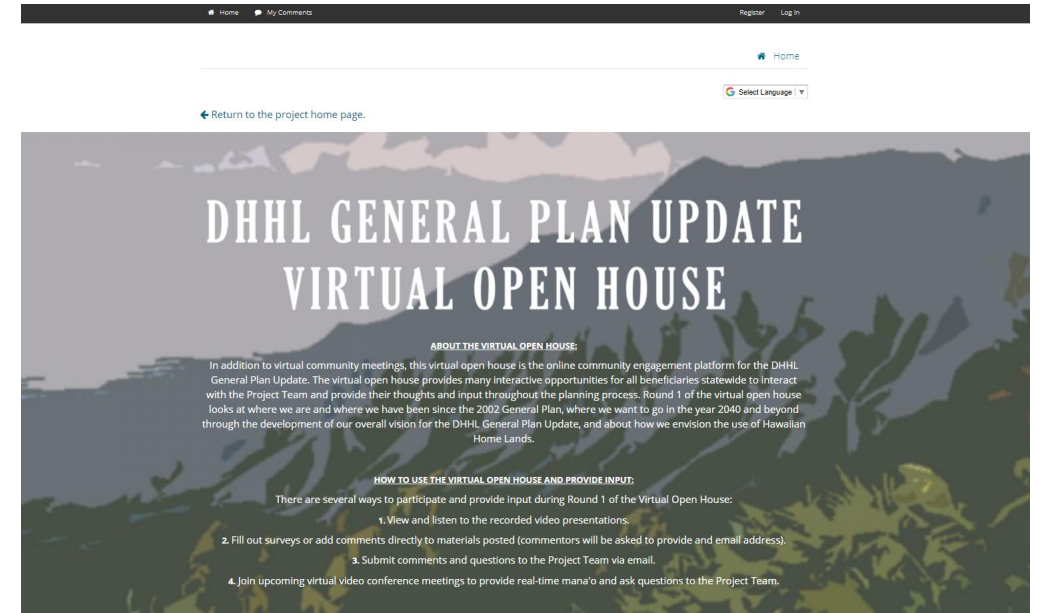 Home My Comments Register Log In
Home
Select Language
Return to the project home page.
DHHL GENERAL PLAN UPDATE
VIRTUAL OPEN HOUSE
ABOUT THE VIRTUAL OPEN HOUSE:
In addition to virtual community meetings, this virtual open house is the online community engagement platform for the DHHL
General Plan Update. The virtual open house provides many interactive opportunities for all beneficiaries statewide to interact
with the Project Team and provide their thoughts and input throughout the planning process. Round 1 of the virtual open house
looks at where we are and where we have been since the 2002 General Plan, where we want to go in the year 2040 and beyond
through the development of our overall vision for the DHHL General Plan Update, and about how we envision the use of Hawaiian
Home Lands.
HOW TO USE THE VIRTUAL OPEN HOUSE AND PROVIDE INPUT:
There are several ways to participate and provide input during Round 1 of the Virtual Open House:
1. View and listen to the recorded video presentations.
2. Fill out surveys or add comments directly to materials posted (commentors will be asked to provide and email address).
3. Submit comments and questions to the Project Team via email.
4. Join upcoming virtual video conference meetings to provide real-time mana'o and ask questions to the Project Team.